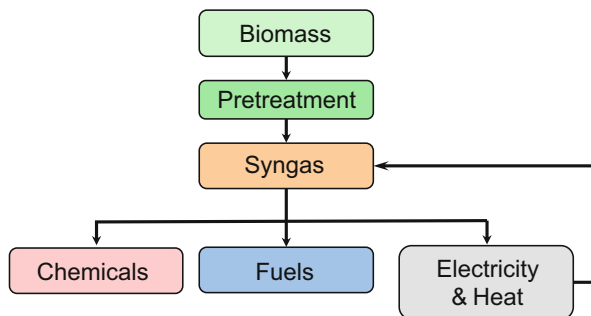 Biomass
Pretreatment
Syngas
Chemicals
Fuels
Electricity
& Heat